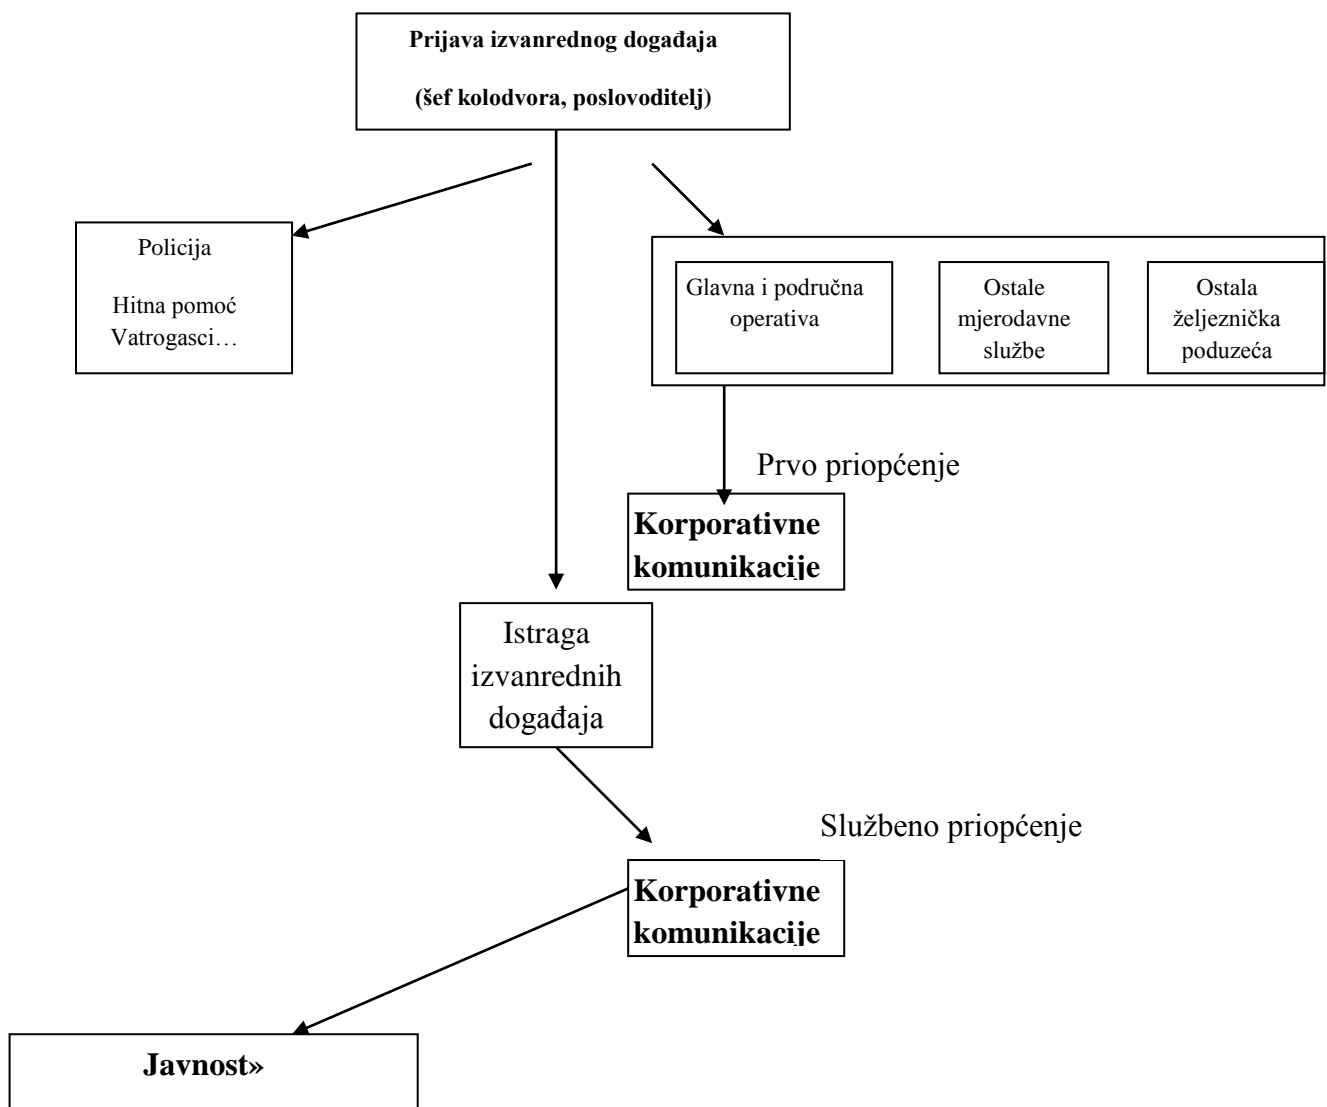 Prijava izvanrednog događaja
(šef kolodvora, poslovoditelj)
Policija
Hitna pomoć
Vatrogasci…
Glavna i područna
operativa
Ostale
mjerodavne
službe
Ostala
željeznička
poduzeća
Prvo priopćenje
Korporativne
komunikacije
Istraga
izvanrednih
događaja
Službeno priopćenje
Korporativne
komunikacije
Javnost»